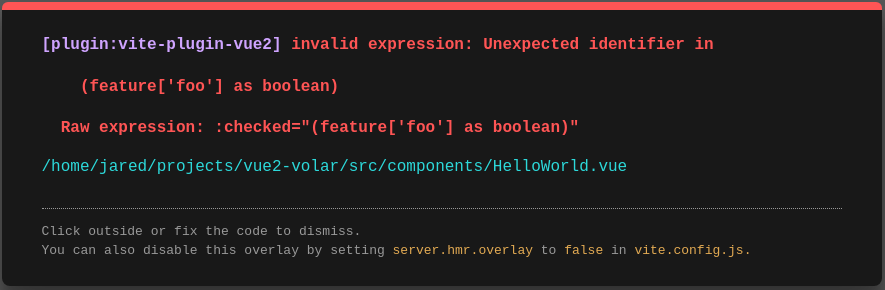 [plugin:vite-plugin-vue2] invalid expression: Unexpected identifier in
(feature['foo'] as boolean)
Raw expression: :checked="(feature['foo'] as boolean)"
/home/jared/projects/vue2-volar/src/components/HelloWorld.vue
Click outside or fix the code to dismiss.
You can also disable this overlay by setting server.hmr.overlay to false in vite.config.js.